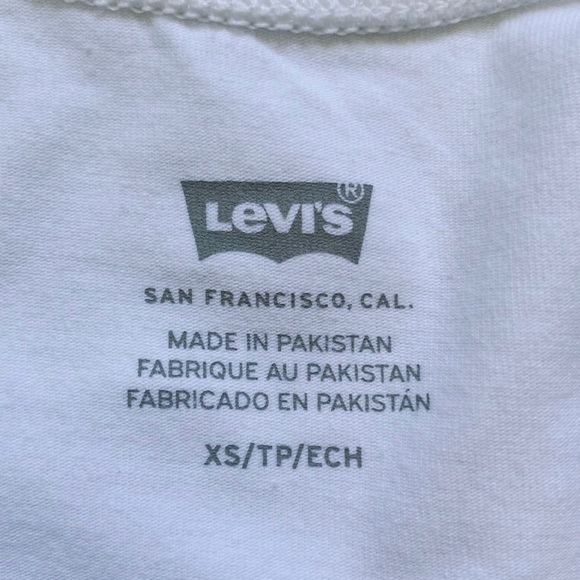 Levi's®
SAN FRANCISCO, CAL.
MADE IN PAKISTAN
FABRIQUE AU PAKISTAN
FABRICADO EN PAKISTÁN
XS/TP/ECH